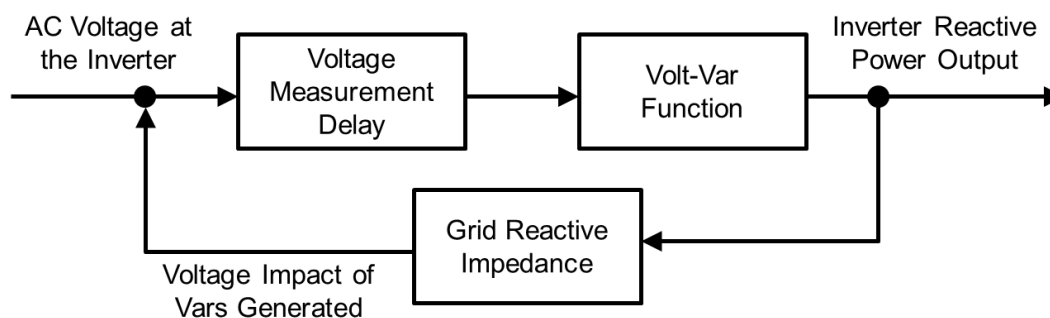 AC Voltage at
the Inverter
Voltage
Measurement
Delay
Volt-Var
Function
Inverter Reactive
Power Output
Grid Reactive
Impedance
Voltage Impact of
Vars Generated